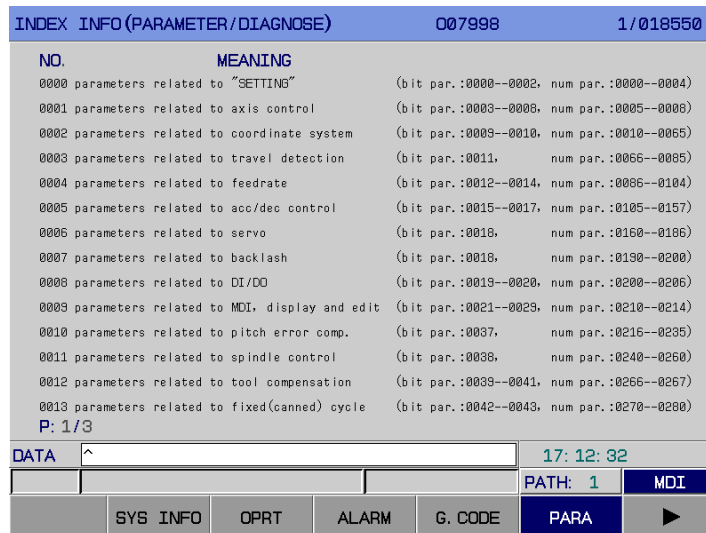 INDEX INFO(PARAMETER/DIAGNOSE) O07998 1/018550
NO. MEANING
0000 parameters related to "SETTING" (bit par.:0000--0002, num par.:0000--0004)
0001 parameters related to axis control (bit par.:0003--0008, num par.:0005--0008)
0002 parameters related to coordinate system (bit par.:0009--0010, num par.:0010--0065)
0003 parameters related to travel detection (bit par.:0011, num par.:0066--0085)
0004 parameters related to feedrate (bit par.:0012--0014, num par.:0086--0104)
0005 parameters related to acc/dec control (bit par.:0015--0017, num par.:0105--0157)
0006 parameters related to servo (bit par.:0018, num par.:0160--0186)
0007 parameters related to backlash (bit par.:0018, num par.:0190--0200)
0008 parameters related to DI/DO (bit par.:0019--0020, num par.:0200--0206)
0009 parameters related to MDI, display and edit (bit par.:0021--0029, num par.:0210--0214)
0010 parameters related to pitch error comp. (bit par.:0037, num par.:0216--0235)
0011 parameters related to spindle control (bit par.:0038, num par.:0240--0260)
0012 parameters related to tool compensation (bit par.:0039--0041, num par.:0266--0267)
0013 parameters related to fixed(canned) cycle (bit par.:0042--0043, num par.:0270--0280)
P: 1/3
DATA ^ 17: 12: 32
PATH: 1 MDI
SYS INFO OPRT ALARM G. CODE PARA ▶